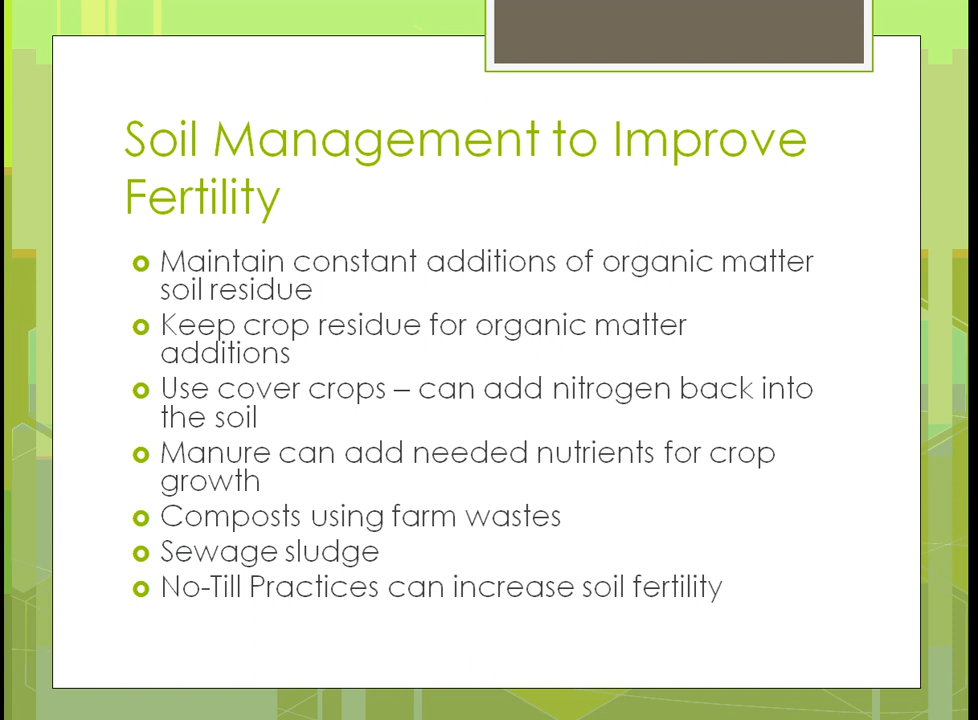 Soil Management to Improve
Fertility
Maintain constant additions of organic matter
soil residue
Keep crop residue for organic matter
additions
Use cover crops – can add nitrogen back into
the soil
Manure can add needed nutrients for crop
growth
Composts using farm wastes
Sewage sludge
No-Till Practices can increase soil fertility